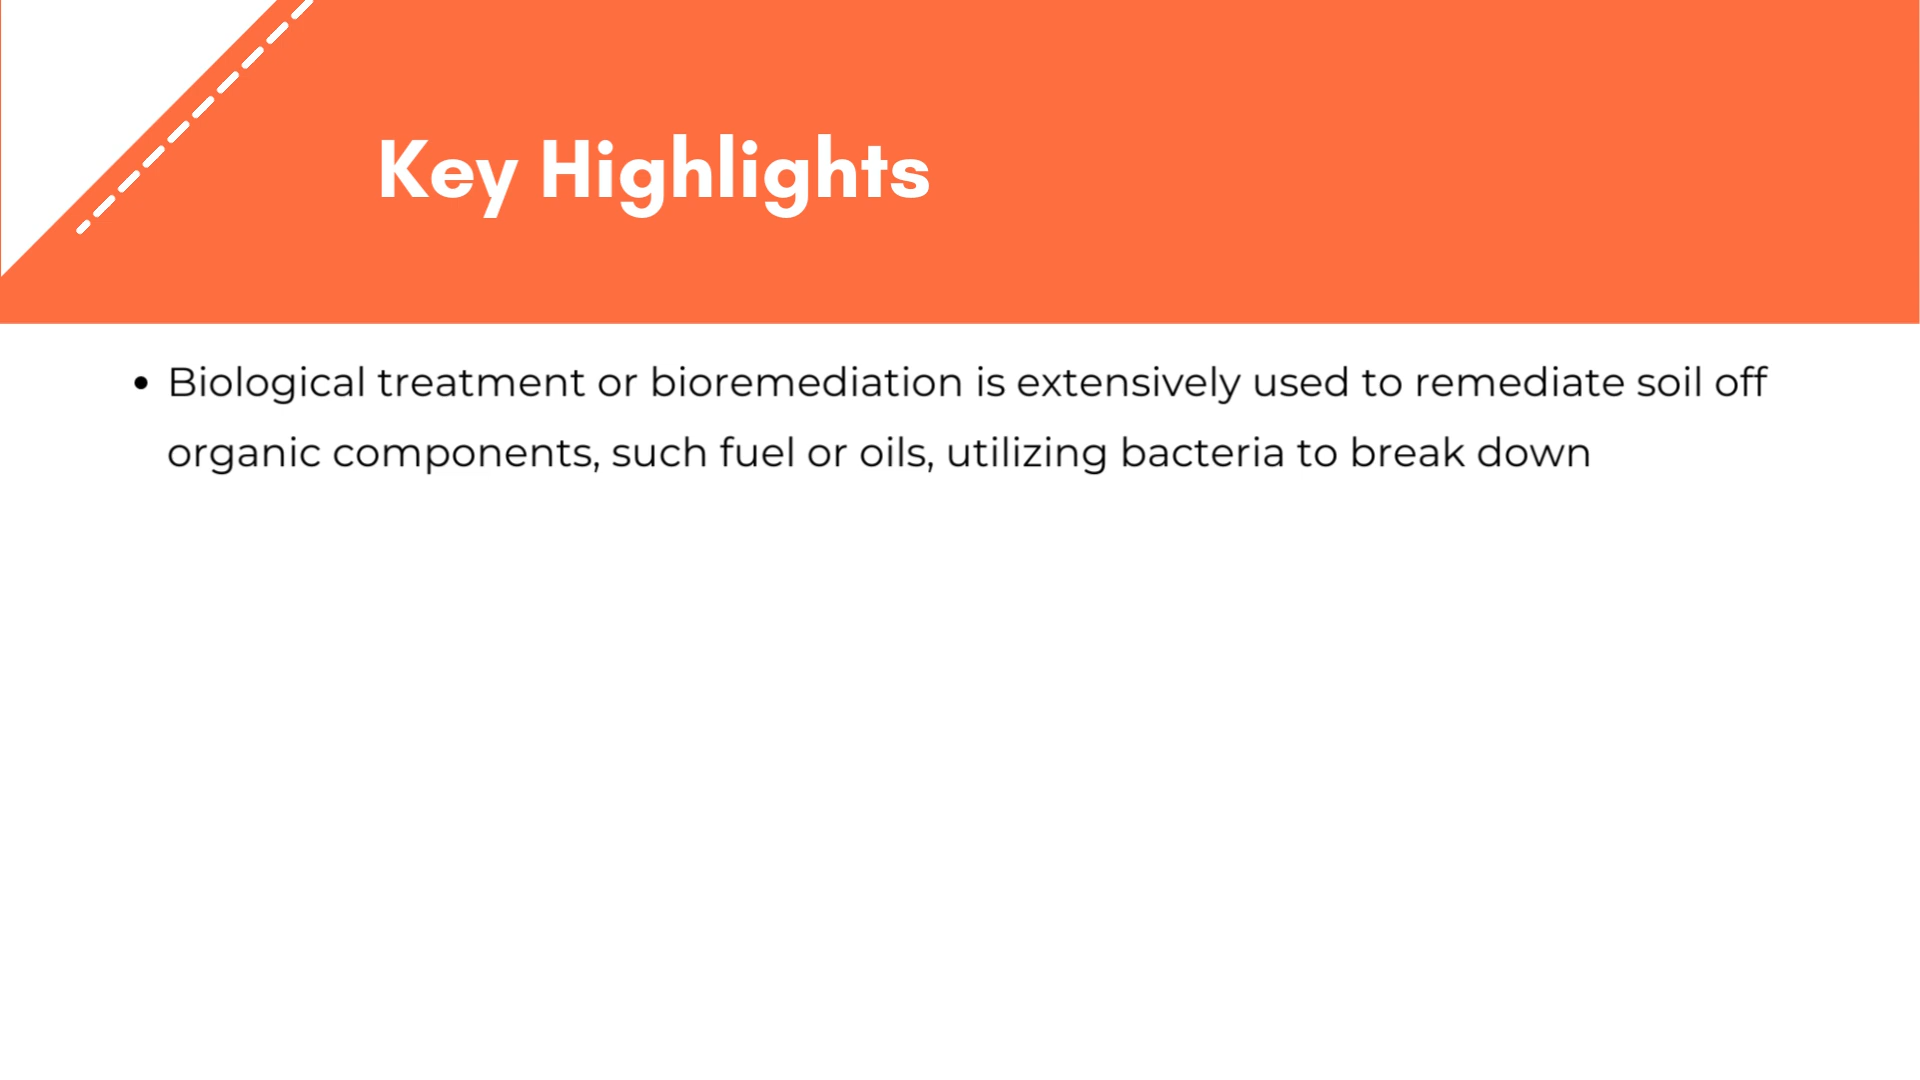 Key Highlights
• Biological treatment or bioremediation is extensively used to remediate soil off
organic components, such fuel or oils, utilizing bacteria to break down